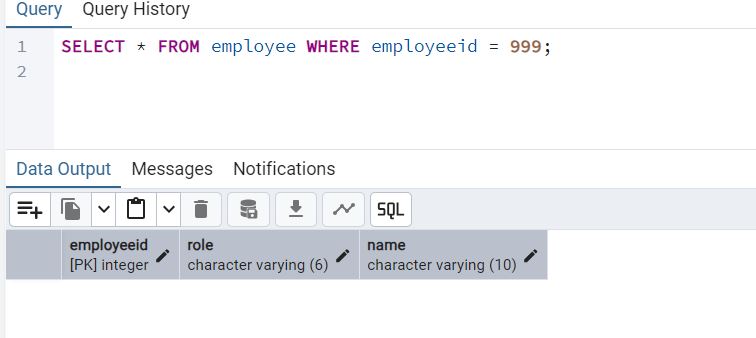 Query Query History
1 SELECT * FROM employee WHERE employeeid = 999;
2
Data Output Messages Notifications
SQL
employeeid role name
[PK] integer character varying (6) character varying (10)